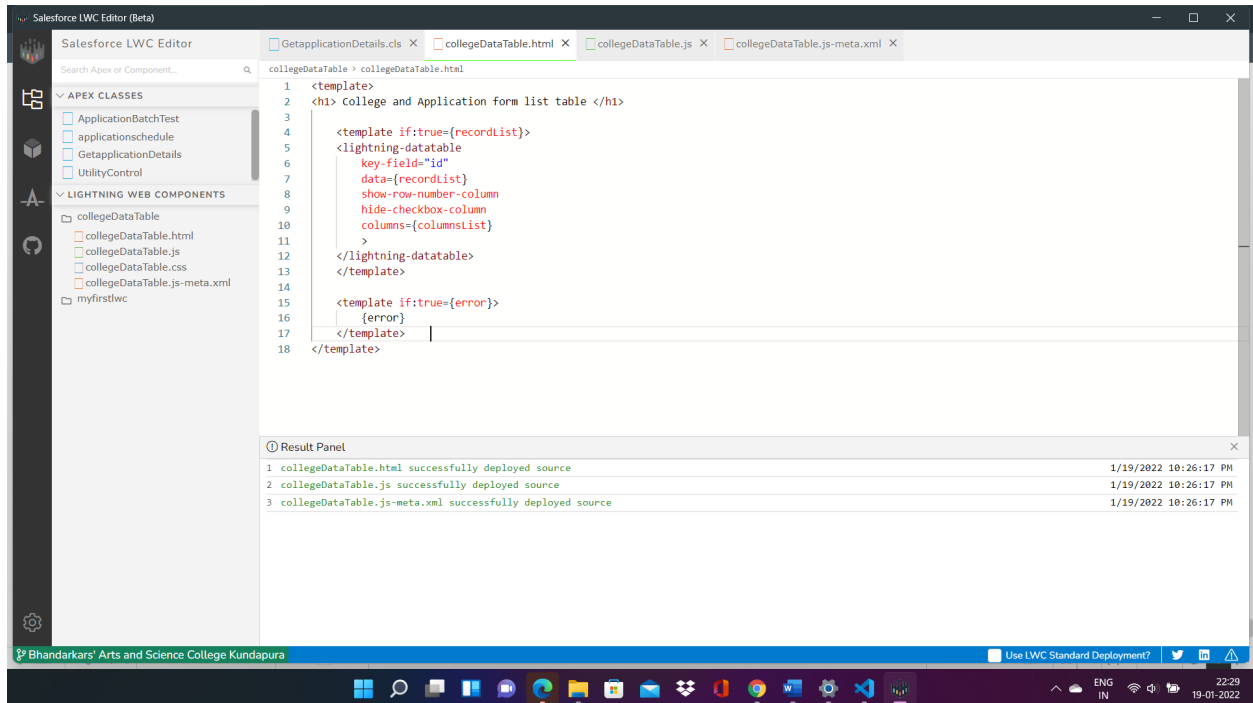 Salesforce LWC Editor (Beta)
Salesforce LWC Editor
Search Apex or Component...
APEX CLASSES
ApplicationBatchTest
applicationschedule
GetapplicationDetails
UtilityControl
LIGHTNING WEB COMPONENTS
collegeDataTable
collegeDataTable.html
collegeDataTable.js
collegeDataTable.css
collegeDataTable.js-meta.xml
myfirstlwc
GetapplicationDetails.cls X collegeDataTable.html X collegeDataTable.js X collegeDataTable.js-meta.xml X
collegeDataTable > collegeDataTable.html
1 <template>
2 <h1> College and Application form list table </h1>
3
4 <template if:true={recordList}>
5 <lightning-datatable
6 key-field="id"
7 data={recordList}
8 show-row-number-column
9 hide-checkbox-column
10 columns={columnsList}
11 >
12 </lightning-datatable>
13 </template>
14
15 <template if:true={error}>
16 {error}
17 </template>
18 </template>
Result Panel
1 collegeDataTable.html successfully deployed source 1/19/2022 10:26:17 PM
2 collegeDataTable.js successfully deployed source 1/19/2022 10:26:17 PM
3 collegeDataTable.js-meta.xml successfully deployed source 1/19/2022 10:26:17 PM
Bhandarkars' Arts and Science College Kundapura
Use LWC Standard Deployment?
ENG
IN
22:29
19-01-2022